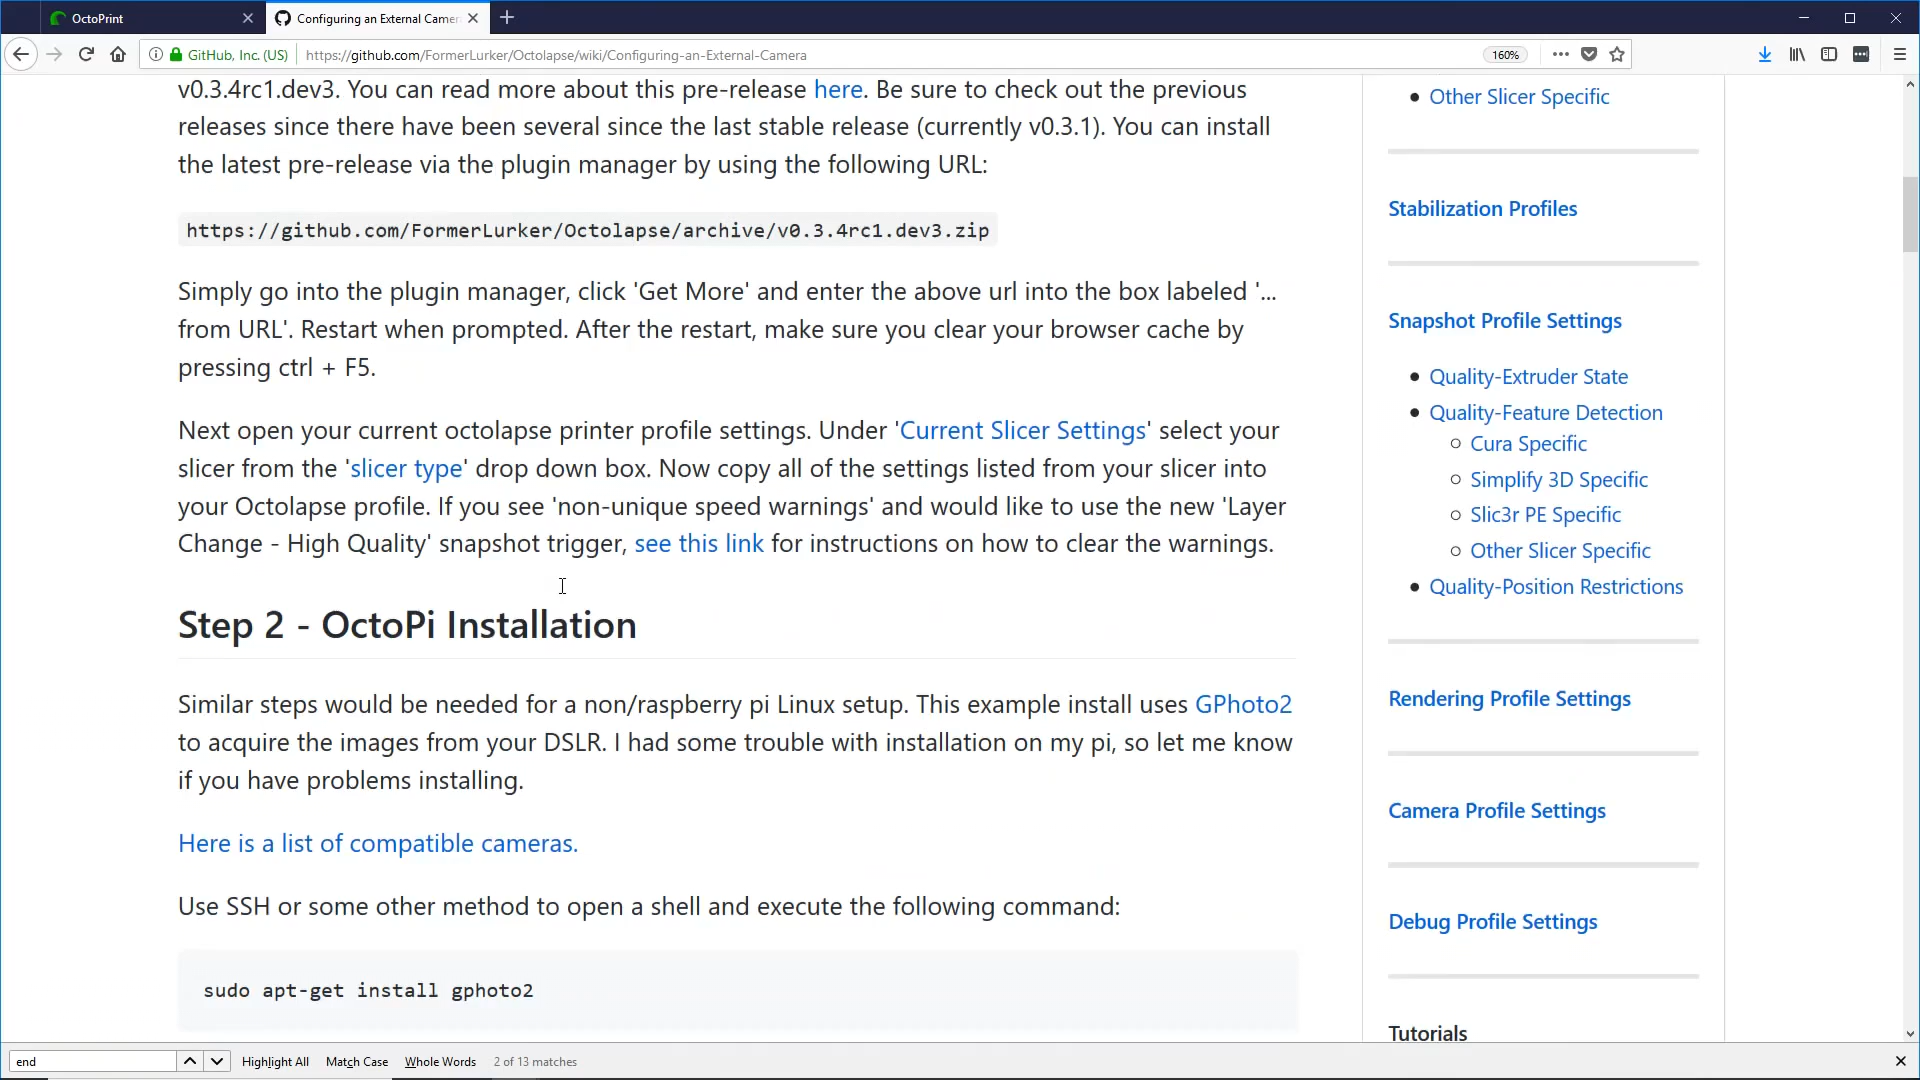 OctoPrint
Configuring an External Camer
GitHub, Inc. (US)
https://github.com/FormerLurker/Octolapse/wiki/Configuring-an-External-Camera
160%
v0.3.4rc1.dev3. You can read more about this pre-release here. Be sure to check out the previous
releases since there have been several since the last stable release (currently v0.3.1). You can install
the latest pre-release via the plugin manager by using the following URL:
https://github.com/FormerLurker/Octolapse/archive/v0.3.4rc1.dev3.zip
Simply go into the plugin manager, click 'Get More' and enter the above url into the box labeled '...
from URL'. Restart when prompted. After the restart, make sure you clear your browser cache by
pressing ctrl + F5.
Next open your current octolapse printer profile settings. Under 'Current Slicer Settings' select your
slicer from the 'slicer type' drop down box. Now copy all of the settings listed from your slicer into
your Octolapse profile. If you see 'non-unique speed warnings' and would like to use the new 'Layer
Change - High Quality' snapshot trigger, see this link for instructions on how to clear the warnings.
Step 2 - OctoPi Installation
Similar steps would be needed for a non/raspberry pi Linux setup. This example install uses GPhoto2
to acquire the images from your DSLR. I had some trouble with installation on my pi, so let me know
if you have problems installing.
Here is a list of compatible cameras.
Use SSH or some other method to open a shell and execute the following command:
sudo apt-get install gphoto2
Other Slicer Specific
Stabilization Profiles
Snapshot Profile Settings
Quality-Extruder State
Quality-Feature Detection
Cura Specific
Simplify 3D Specific
Slic3r PE Specific
Other Slicer Specific
Quality-Position Restrictions
Rendering Profile Settings
Camera Profile Settings
Debug Profile Settings
Tutorials
end
Highlight All
Match Case
Whole Words
2 of 13 matches